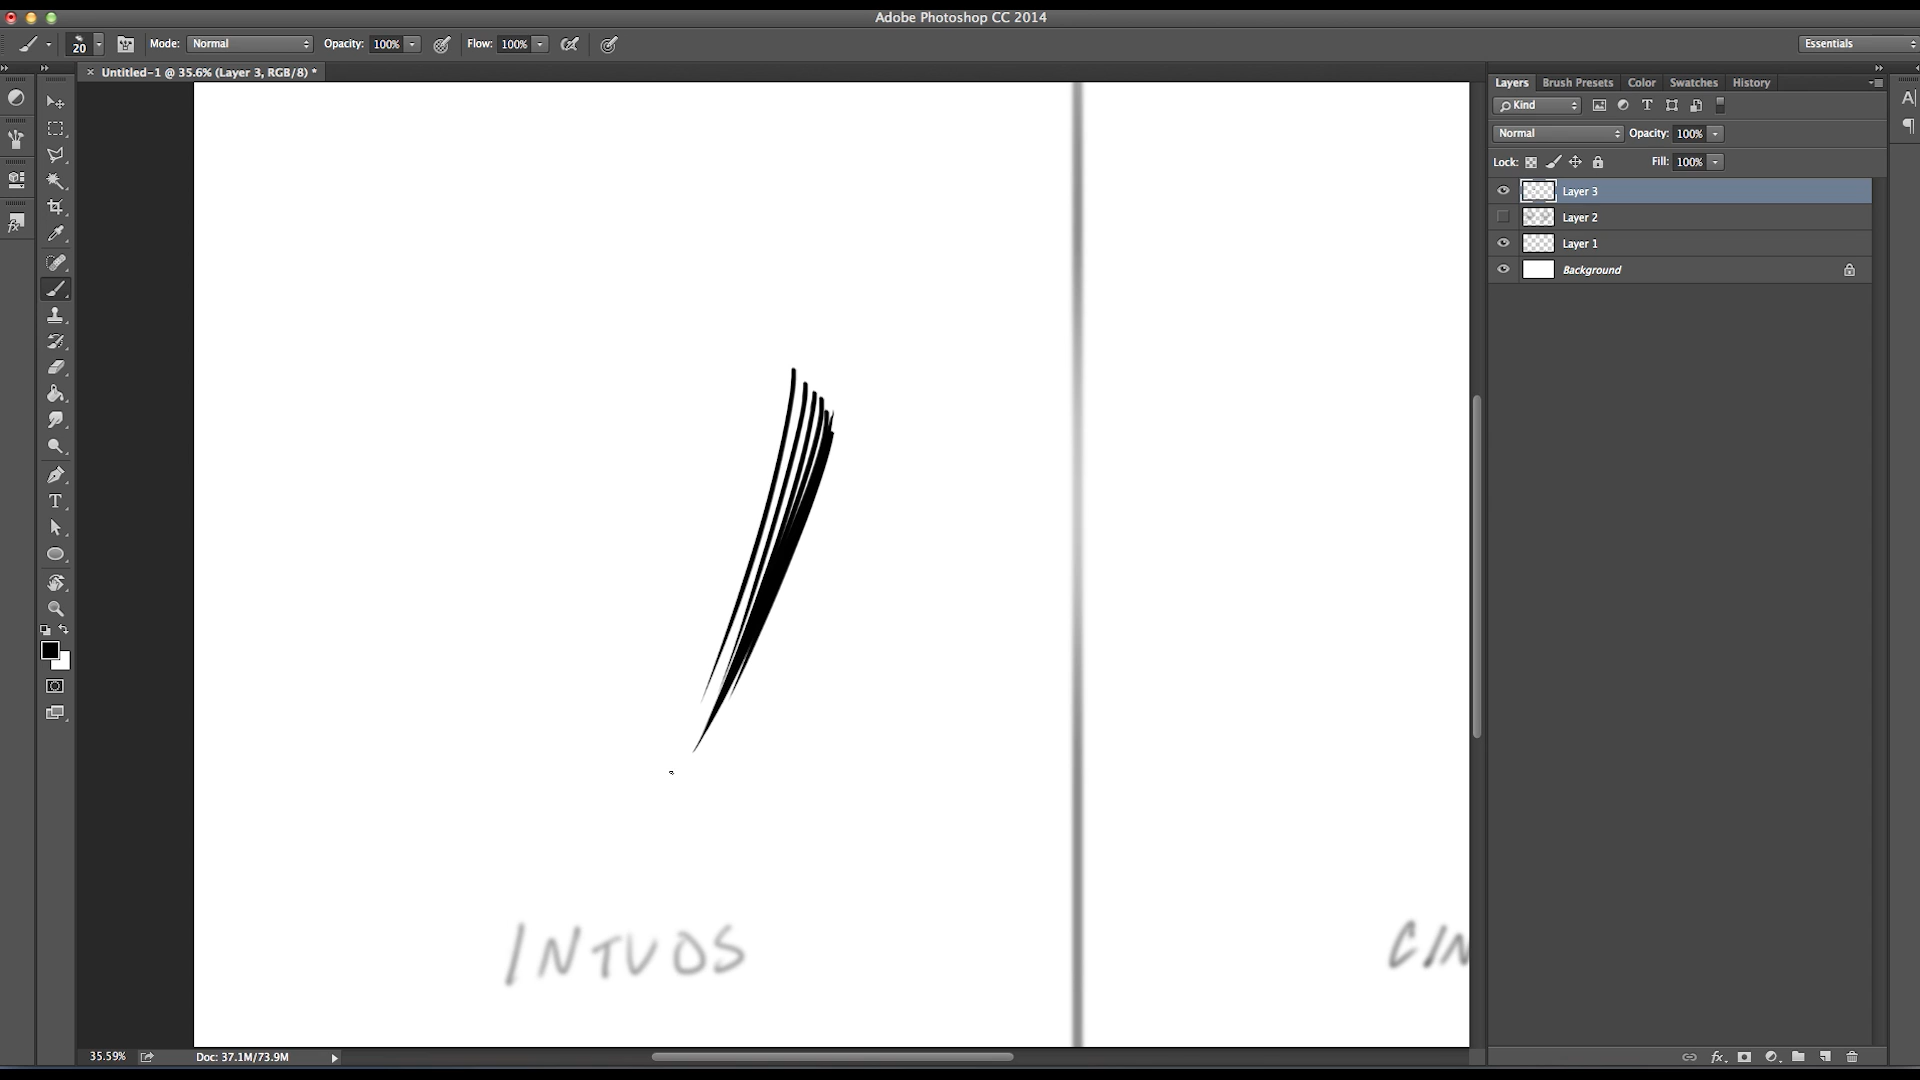 Adobe Photoshop CC 2014
20 Mode: Normal Opacity: 100% Flow: 100% Essentials
× Untitled-1 @ 35.6% (Layer 3, RGB/8) *
Layers Brush Presets Color Swatches History
Kind
Normal Opacity: 100%
Lock: Fill: 100%
Layer 3
Layer 2
Layer 1
Background
INTUOS
CIN
35.59% Doc: 37.1M/73.9M